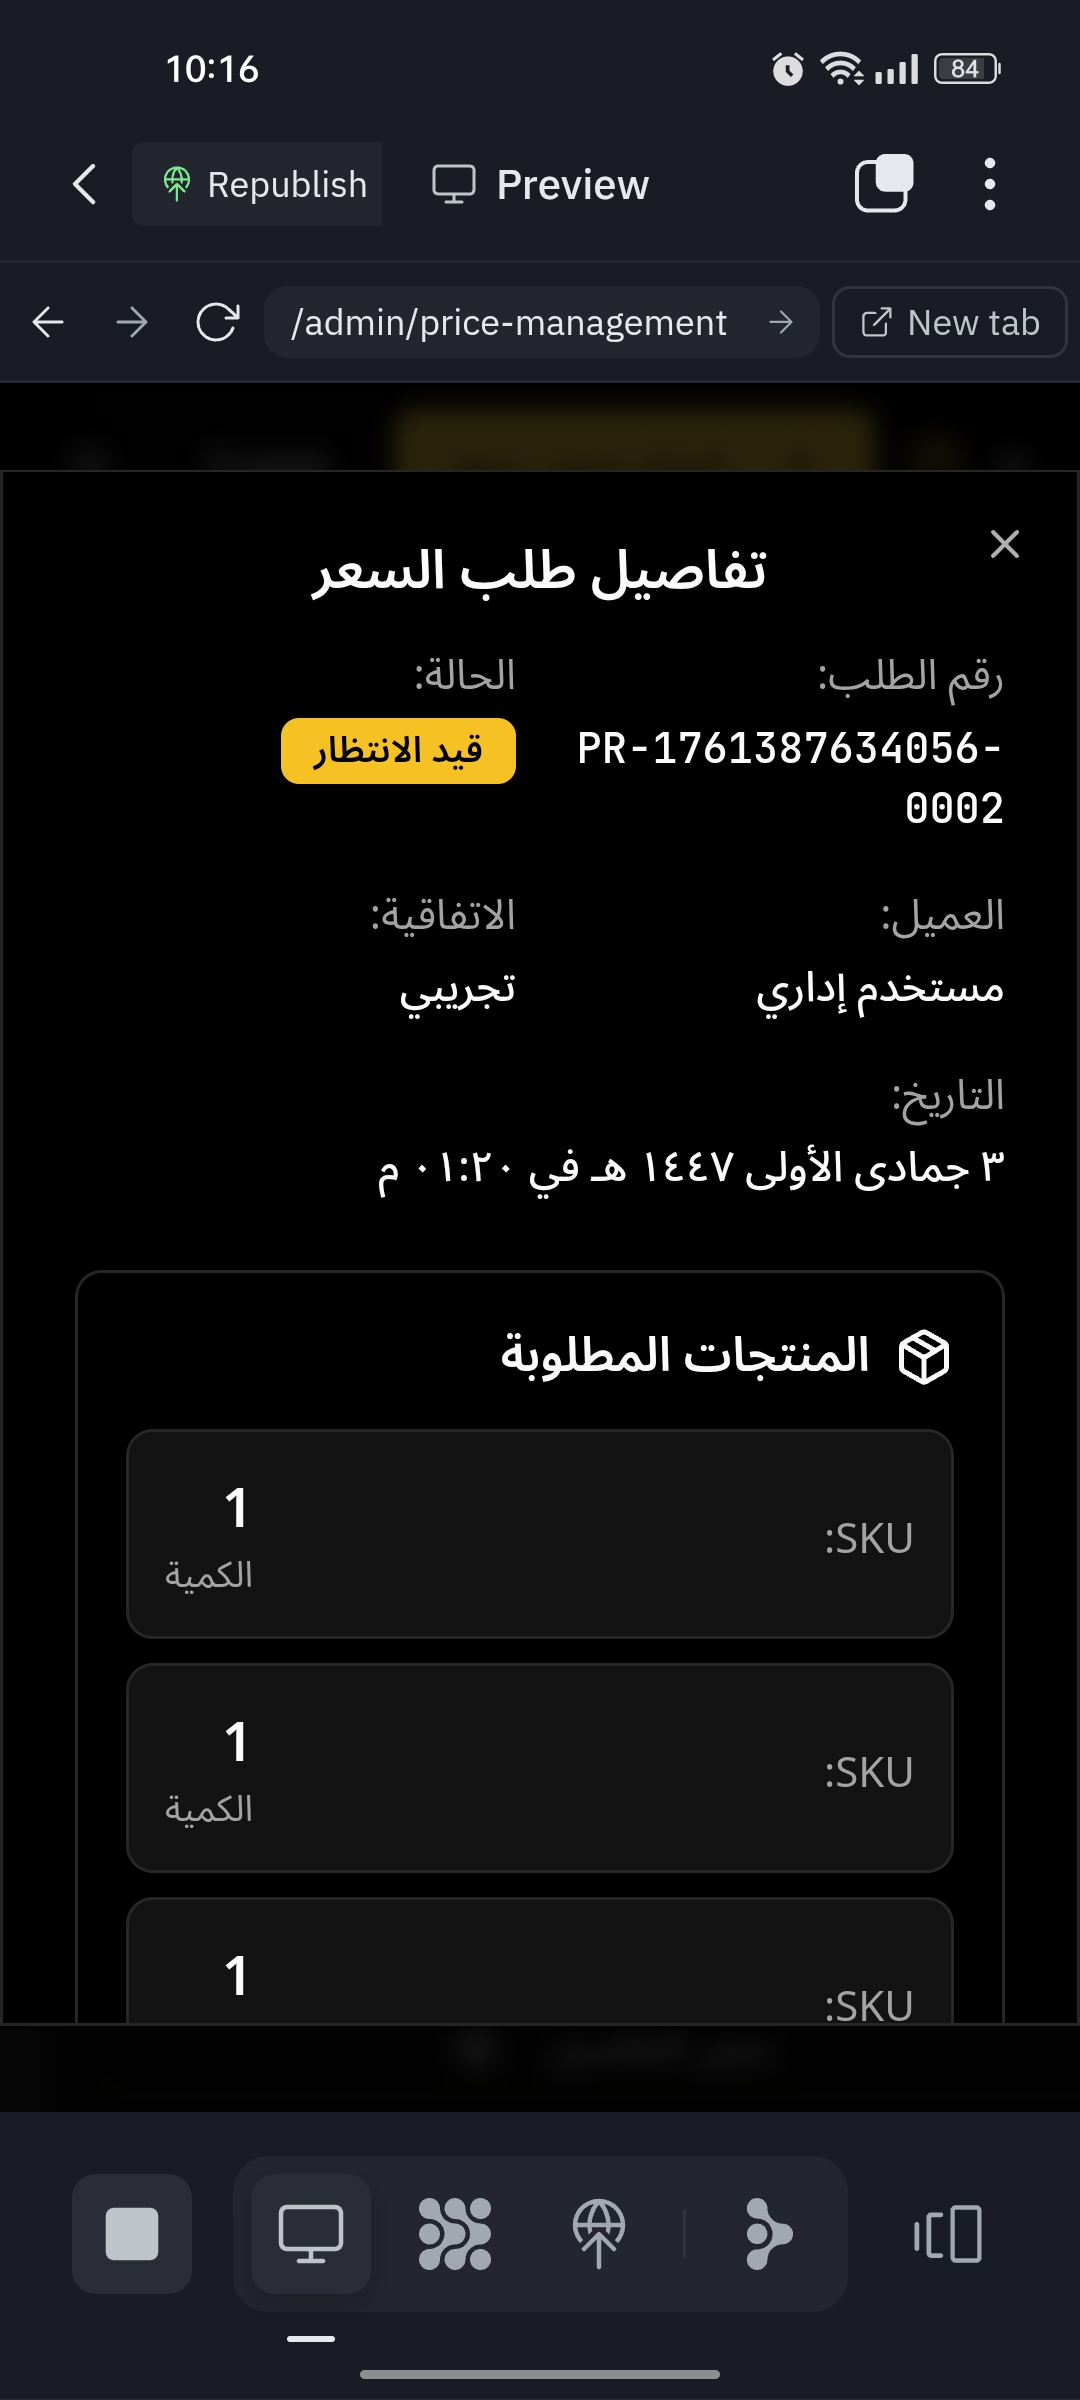 10:16
84
Republish
Preview
/admin/price-management
New tab
تفاصيل طلب السعر
رقم الطلب:
PR-1761387634056-
0002
الحالة:
قيد الانتظار
العميل:
مستخدم إداري
الاتفاقية:
تجريبي
التاريخ:
٣ جمادى الأولى ١٤٤٧ هـ في ٠١:٢٠ م
المنتجات المطلوبة
SKU:
1
الكمية
SKU:
1
الكمية
SKU:
1